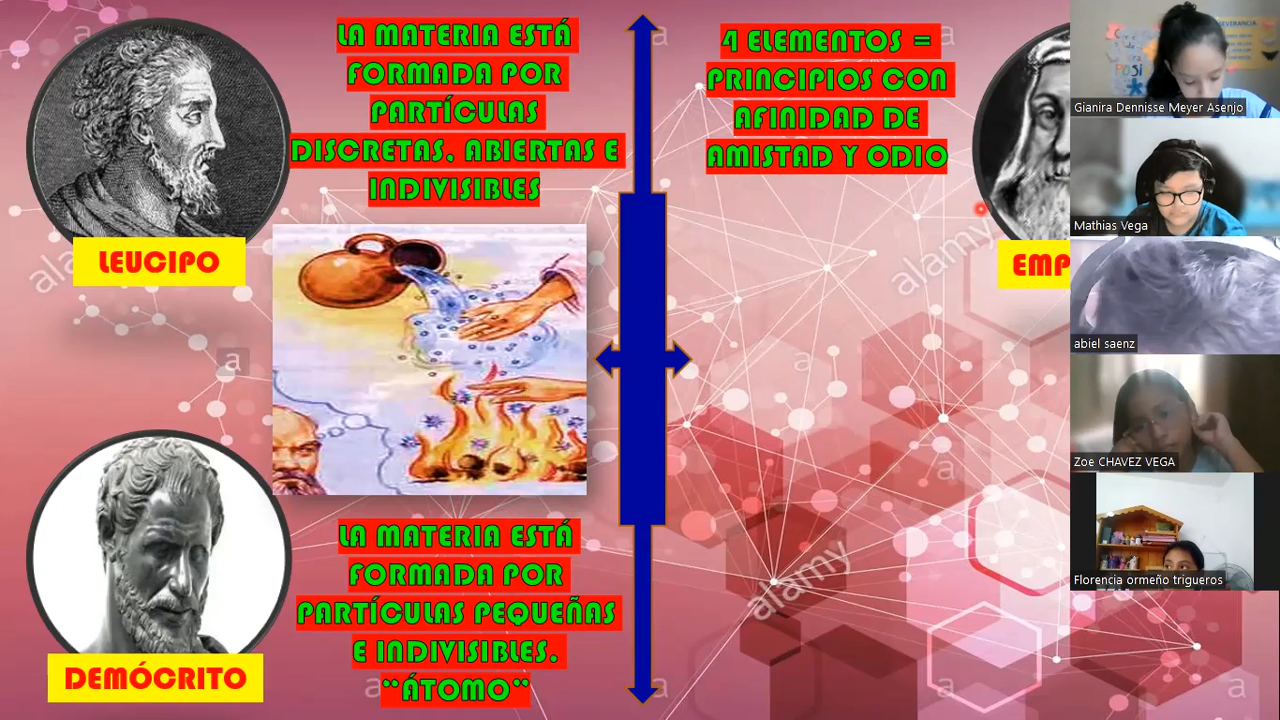 LA MATERIA ESTÁ
FORMADA POR
PARTÍCULAS
DISCRETAS, ABIERTAS E
INDIVISIBLES
LEUCIPO
LA MATERIA ESTÁ
FORMADA POR
PARTÍCULAS PEQUEÑAS
E INDIVISIBLES.
"ÁTOMO"
DEMÓCRITO
4 ELEMENTOS =
PRINCIPIOS CON
AFINIDAD DE
AMISTAD Y ODIO
EMP
alamy
alamy
a
a
a
a
a
a
a
Gianira Dennisse Meyer Asenjo
Mathias Vega
abiel saenz
Zoe CHAVEZ VEGA
Florencia ormeño trigueros